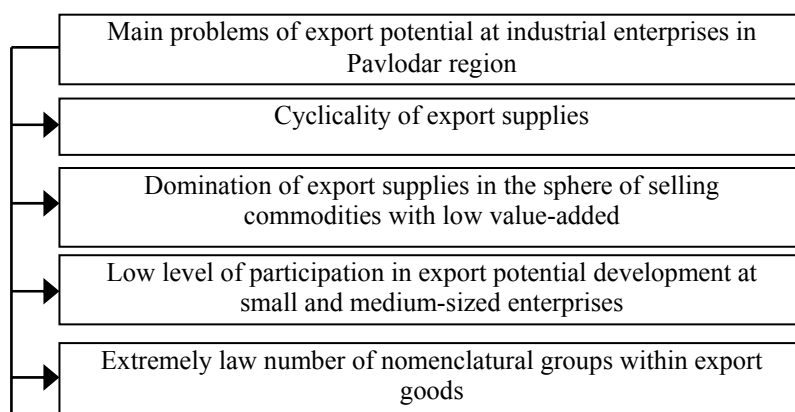 Main problems of export potential at industrial enterprises in
Pavlodar region
Cyclicality of export supplies
Domination of export supplies in the sphere of selling
commodities with low value-added
Low level of participation in export potential development at
small and medium-sized enterprises
Extremely law number of nomenclatural groups within export
goods